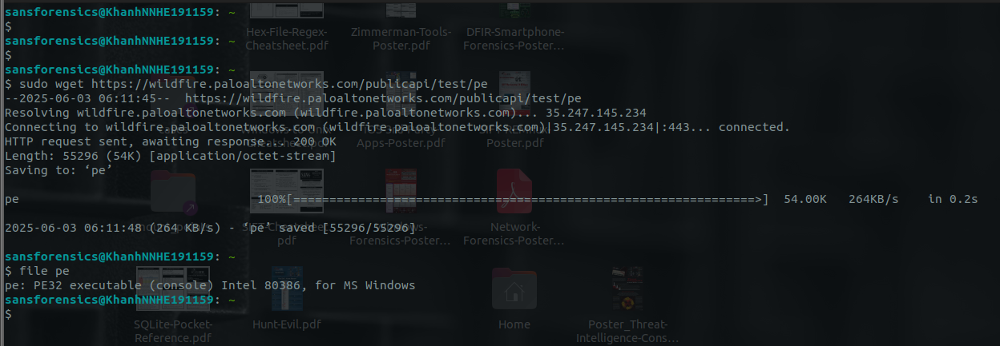 sansforensics@KhanhNNHE191159: ~
$
sansforensics@KhanhNNHE191159: ~
$
sansforensics@KhanhNNHE191159: ~
$ sudo wget https://wildfire.paloaltonetworks.com/publicapi/test/pe
--2025-06-03 06:11:45--  https://wildfire.paloaltonetworks.com/publicapi/test/pe
Resolving wildfire.paloaltonetworks.com (wildfire.paloaltonetworks.com)... 35.247.145.234
Connecting to wildfire.paloaltonetworks.com (wildfire.paloaltonetworks.com)|35.247.145.234|:443... connected.
HTTP request sent, awaiting response... 200 OK
Length: 55296 (54K) [application/octet-stream]
Saving to: ‘pe’
pe 100%[================================================================>] 54.00K 264KB/s in 0.2s
2025-06-03 06:11:48 (264 KB/s) - ‘pe’ saved [55296/55296]
sansforensics@KhanhNNHE191159: ~
$ file pe
pe: PE32 executable (console) Intel 80386, for MS Windows
sansforensics@KhanhNNHE191159: ~
$
Hex-File-Regex-
Cheatsheet.pdf
Zimmerman-Tools-
Poster.pdf
DFIR-Smartphone-
Forensics-Poster...
Apps-Poster.pdf
Poster.pdf
pdf
Windows-
Forensics-Poster...
Network-
Forensics-Poster...
SQLite-Pocket-
Reference.pdf
Hunt-Evil.pdf
Home
Poster_Threat-
Intelligence-Cons...